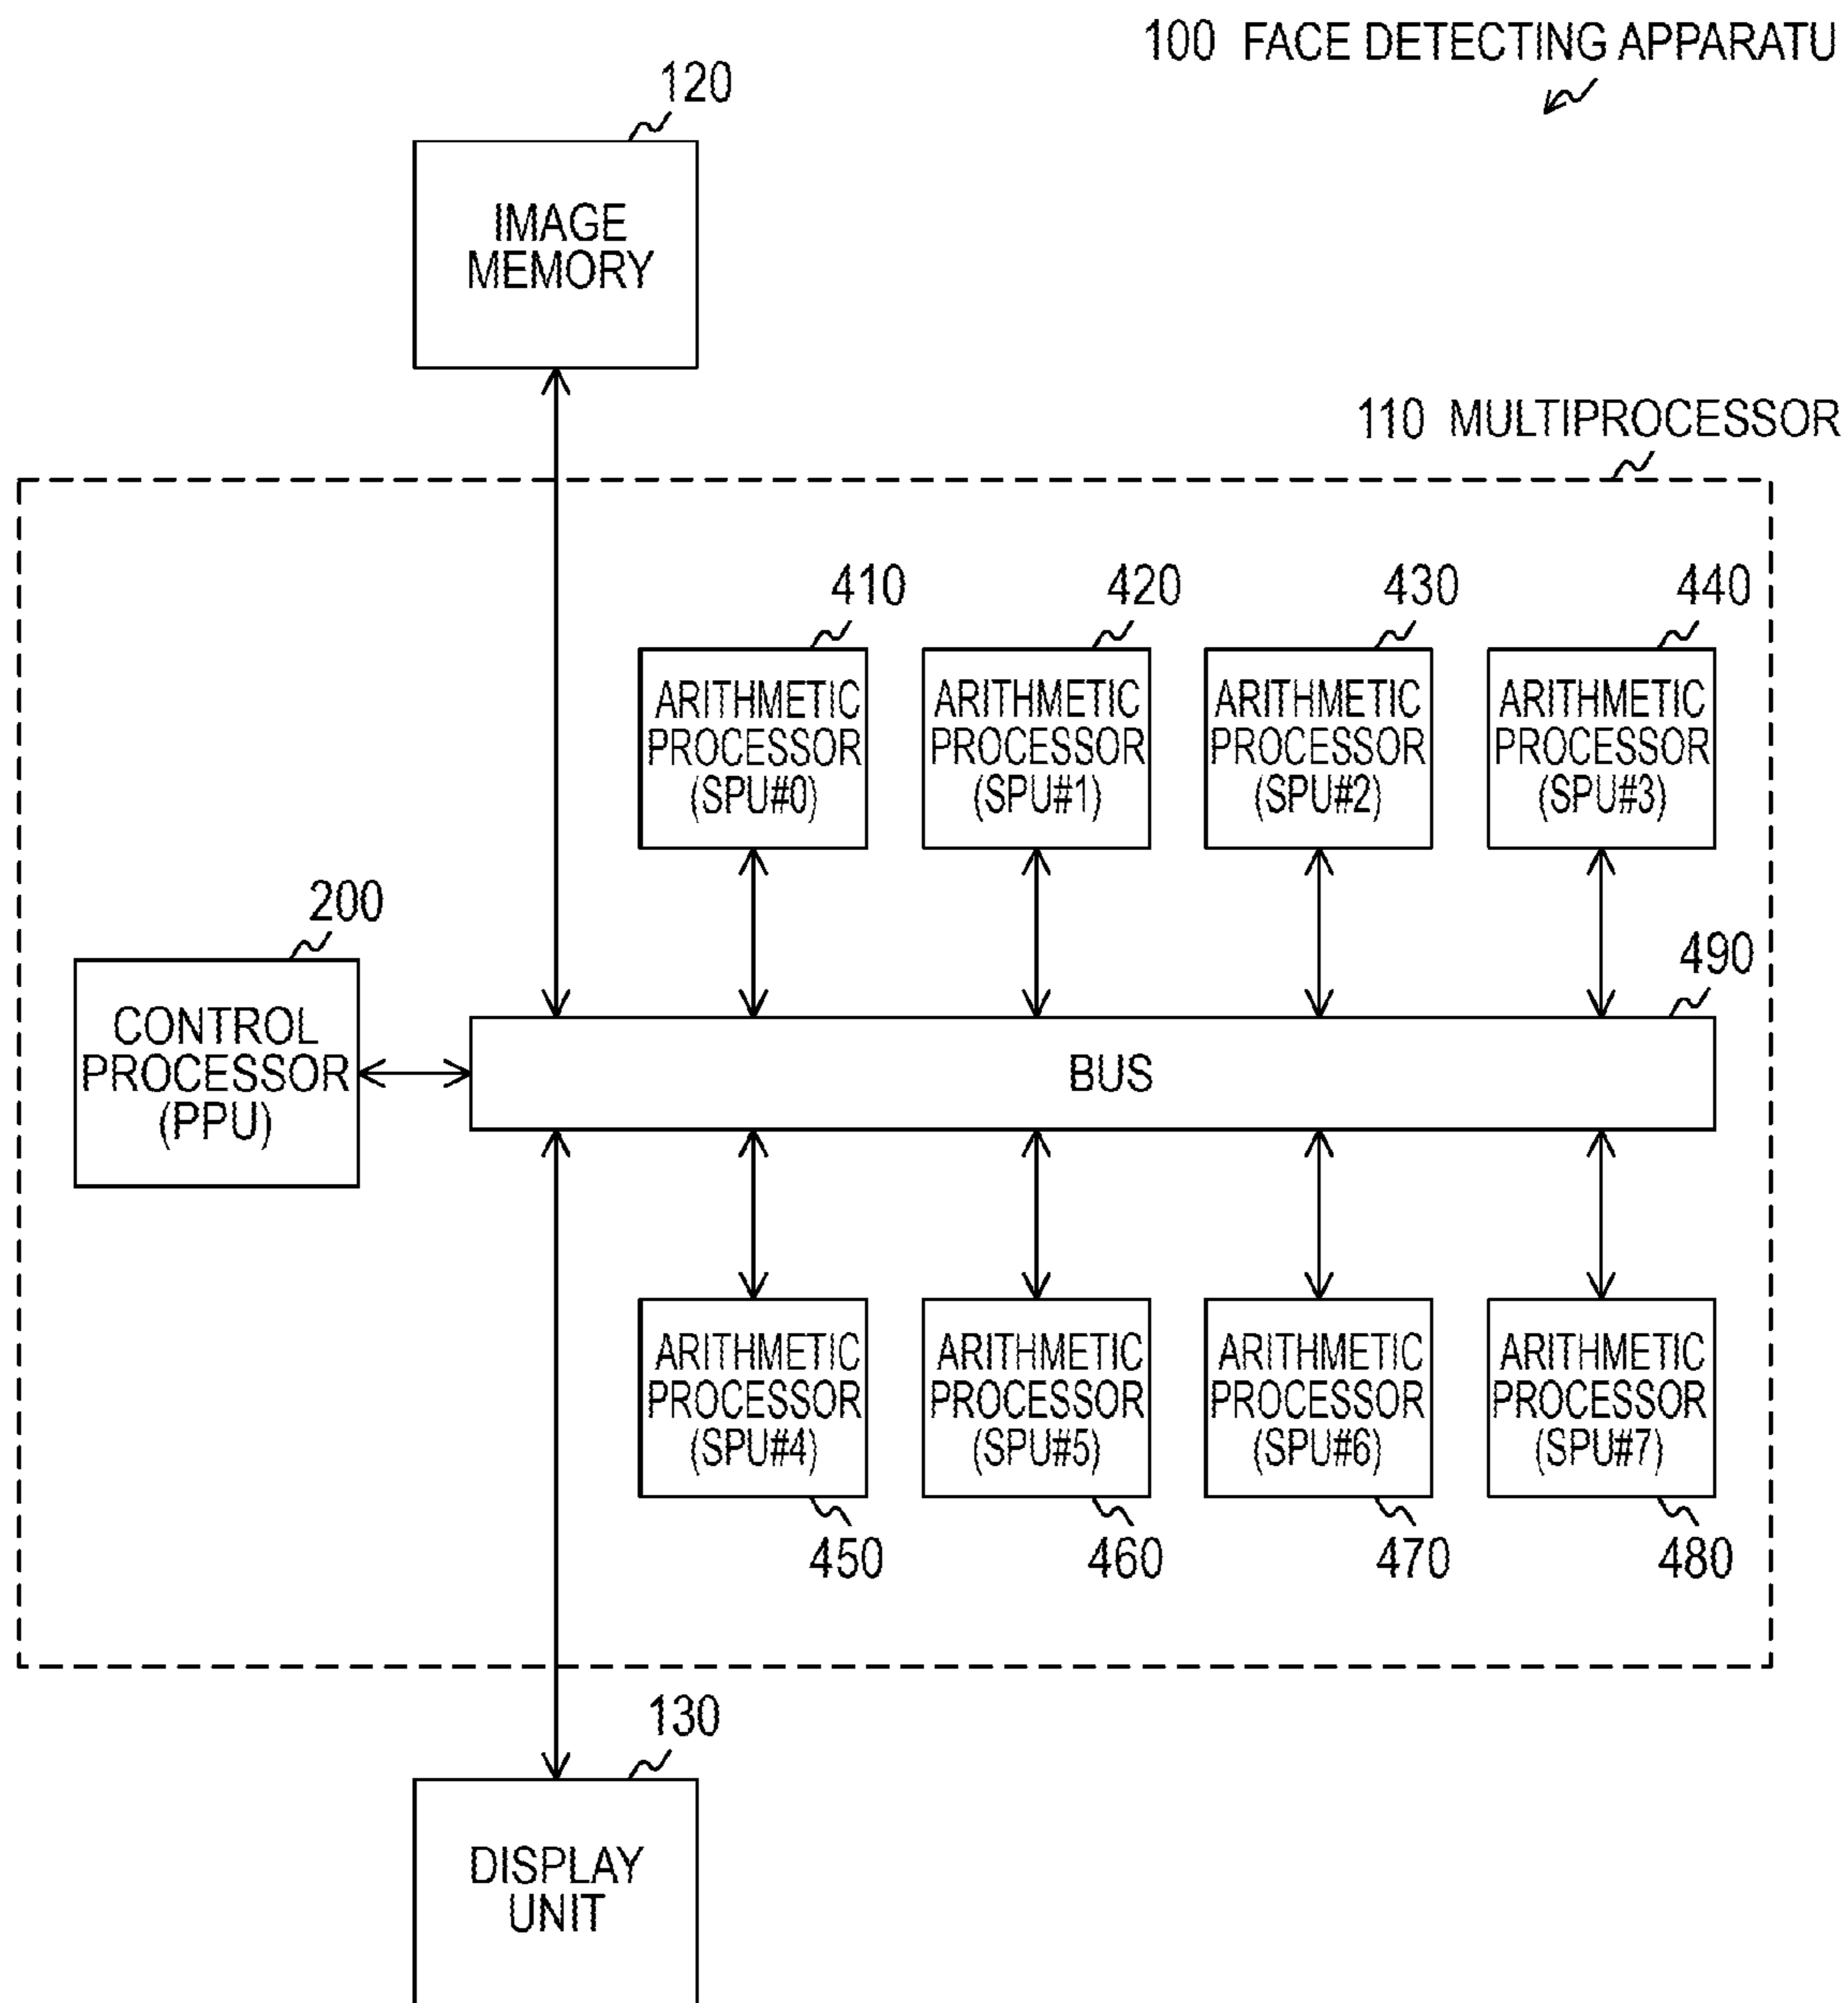 100 FACE DETECTING APPARATU
120
IMAGE
MEMORY
110 MULTIPROCESSOR
410
420
430
440
ARITHMETIC
PROCESSOR
(SPU#0)
ARITHMETIC
PROCESSOR
(SPU#1)
ARITHMETIC
PROCESSOR
(SPU#2)
ARITHMETIC
PROCESSOR
(SPU#3)
200
CONTROL
PROCESSOR
(PPU)
490
BUS
ARITHMETIC
PROCESSOR
(SPU#4)
ARITHMETIC
PROCESSOR
(SPU#5)
ARITHMETIC
PROCESSOR
(SPU#6)
ARITHMETIC
PROCESSOR
(SPU#7)
450
460
470
480
130
DISPLAY
UNIT